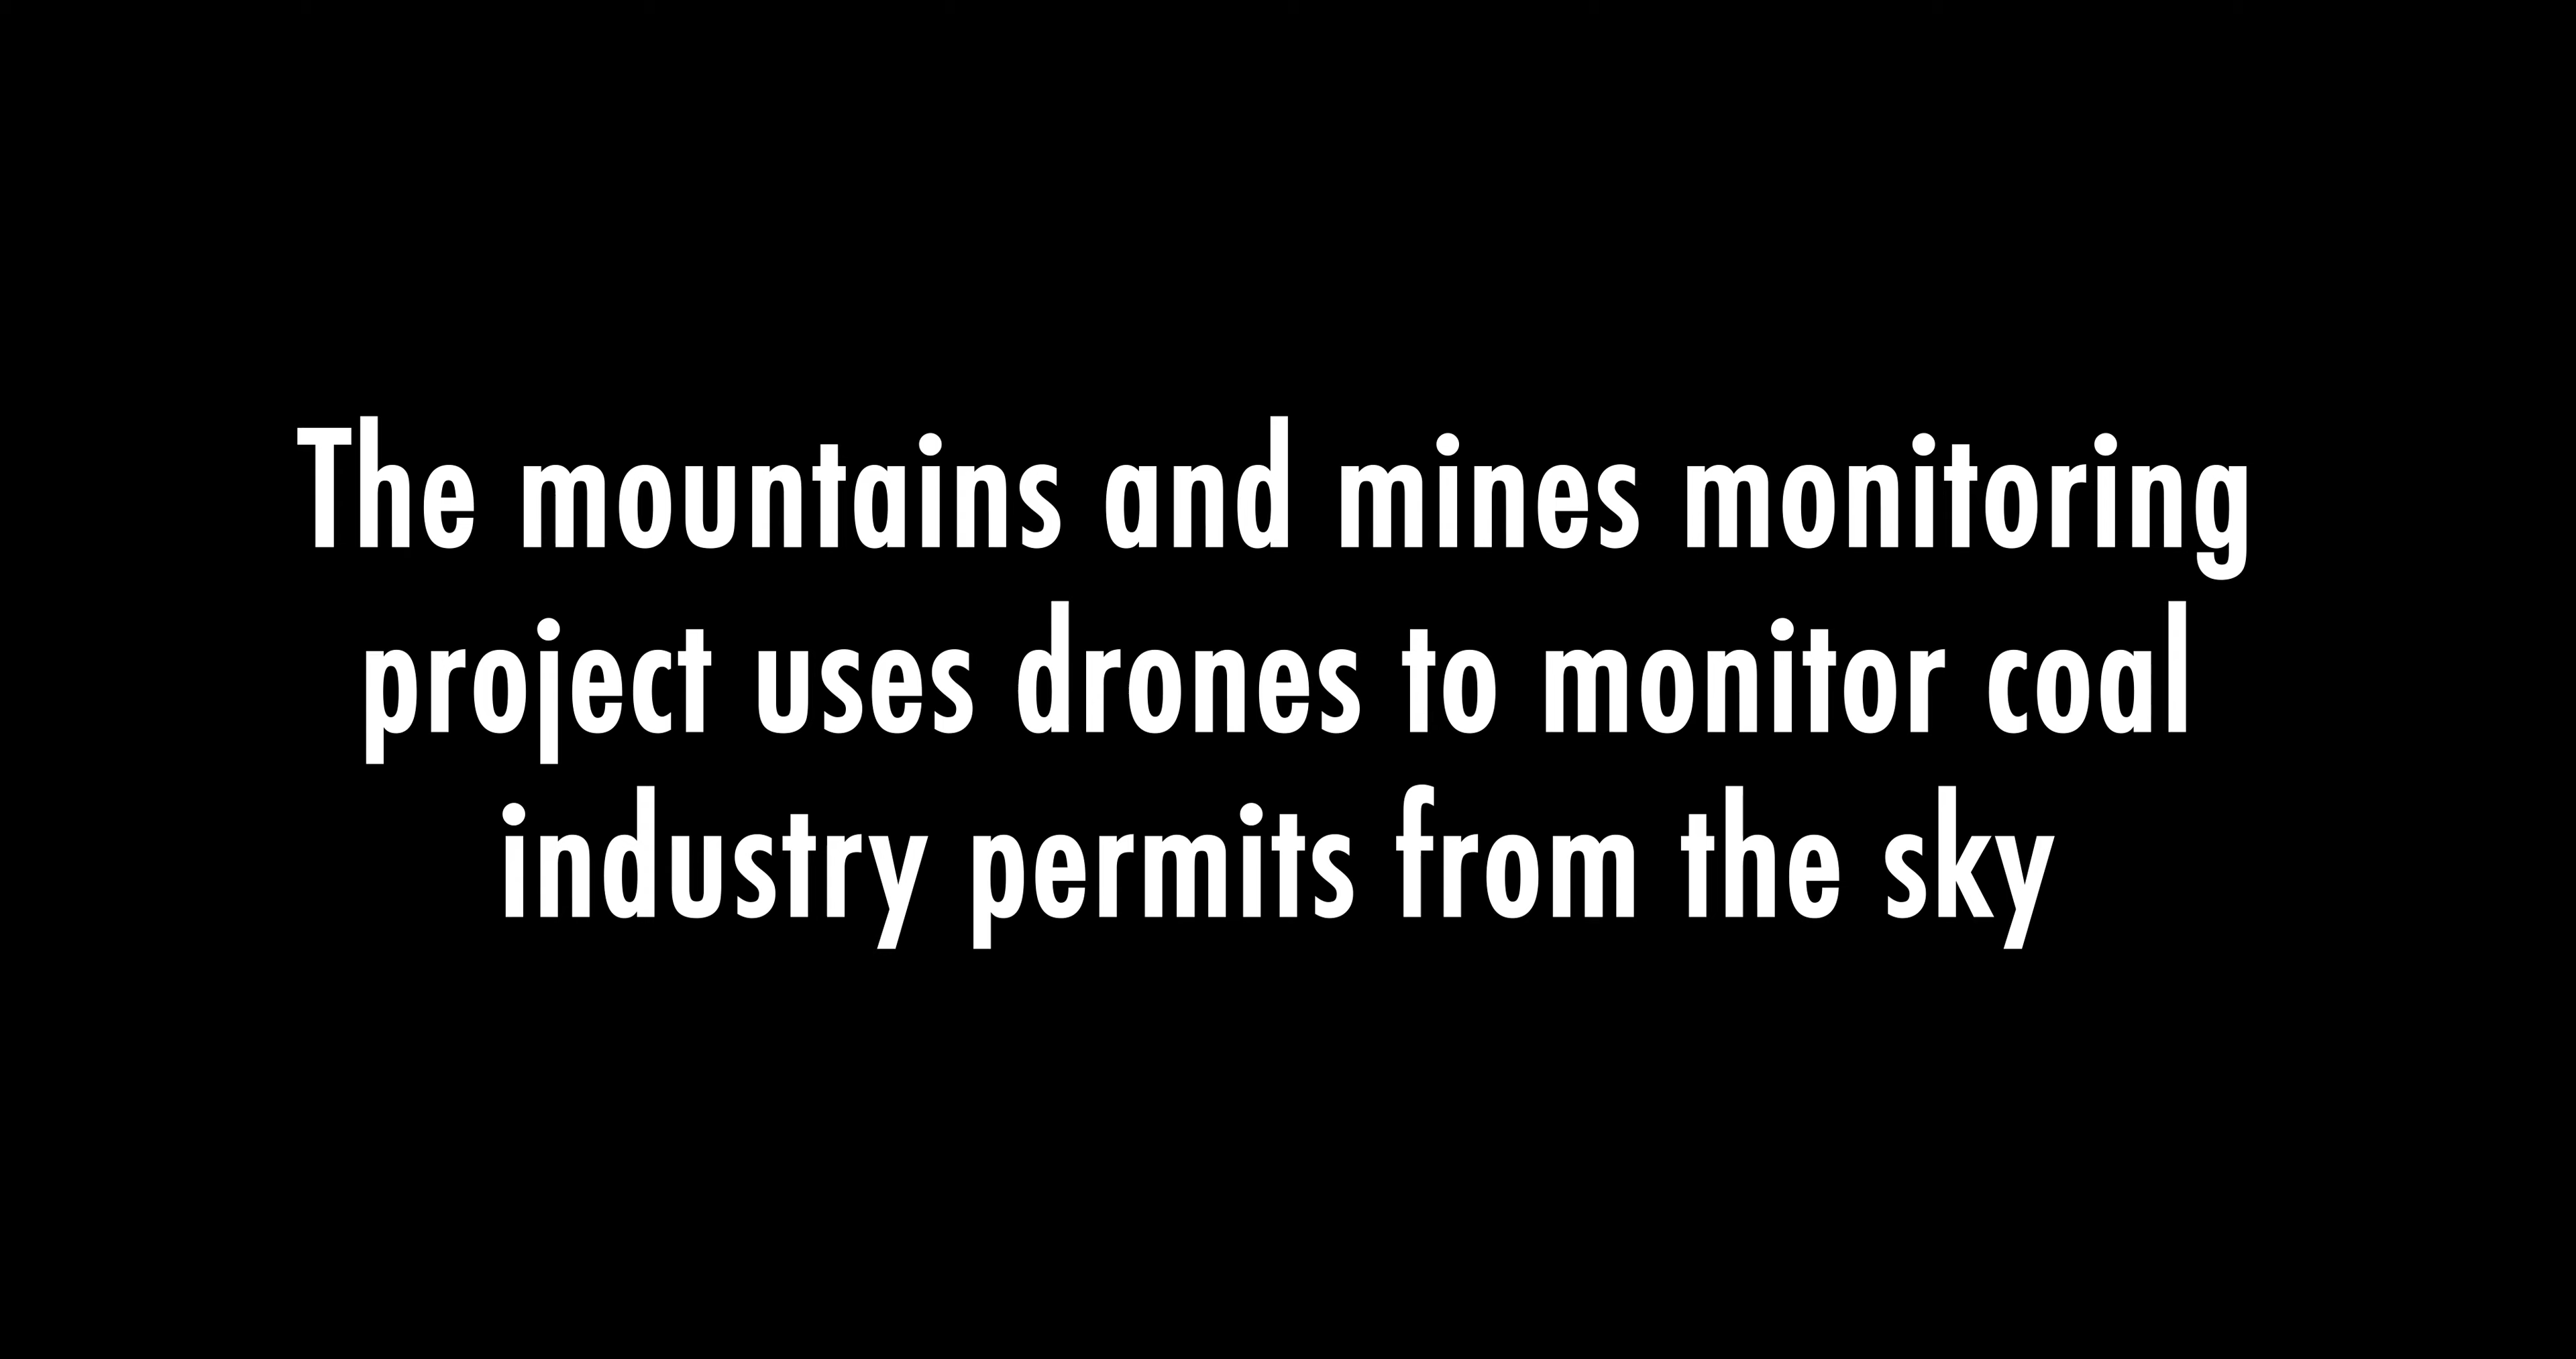 The mountains and mines monitoring
project uses drones to monitor coal
industry permits from the sky